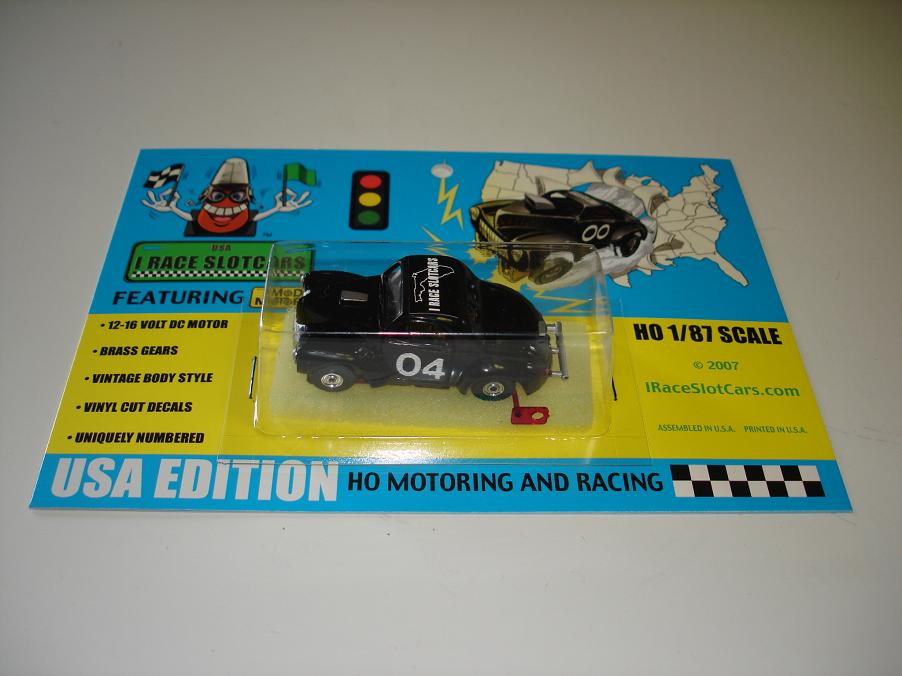 USA
I RACE SLOTCARS
FEATURING
• 12-16 VOLT DC MOTOR
• BRASS GEARS
• VINTAGE BODY STYLE
• VINYL CUT DECALS
• UNIQUELY NUMBERED
I RACE SLOTCARS
04
00
HO 1/87 SCALE
© 2007
IRaceSlotCars.com
ASSEMBLED IN U.S.A. PRINTED IN U.S.A.
USA EDITION HO MOTORING AND RACING